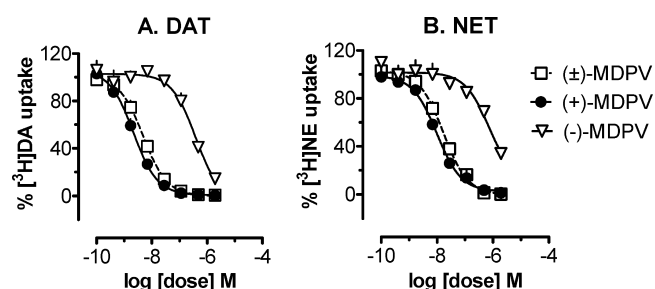 A. DAT
B. NET
120
80
40
0
% [³H]DA uptake
-10
-8
-6
-4
log [dose] M
120
80
40
0
% [³H]NE uptake
-10
-8
-6
-4
log [dose] M
(±)-MDPV
(+)-MDPV
(-)-MDPV